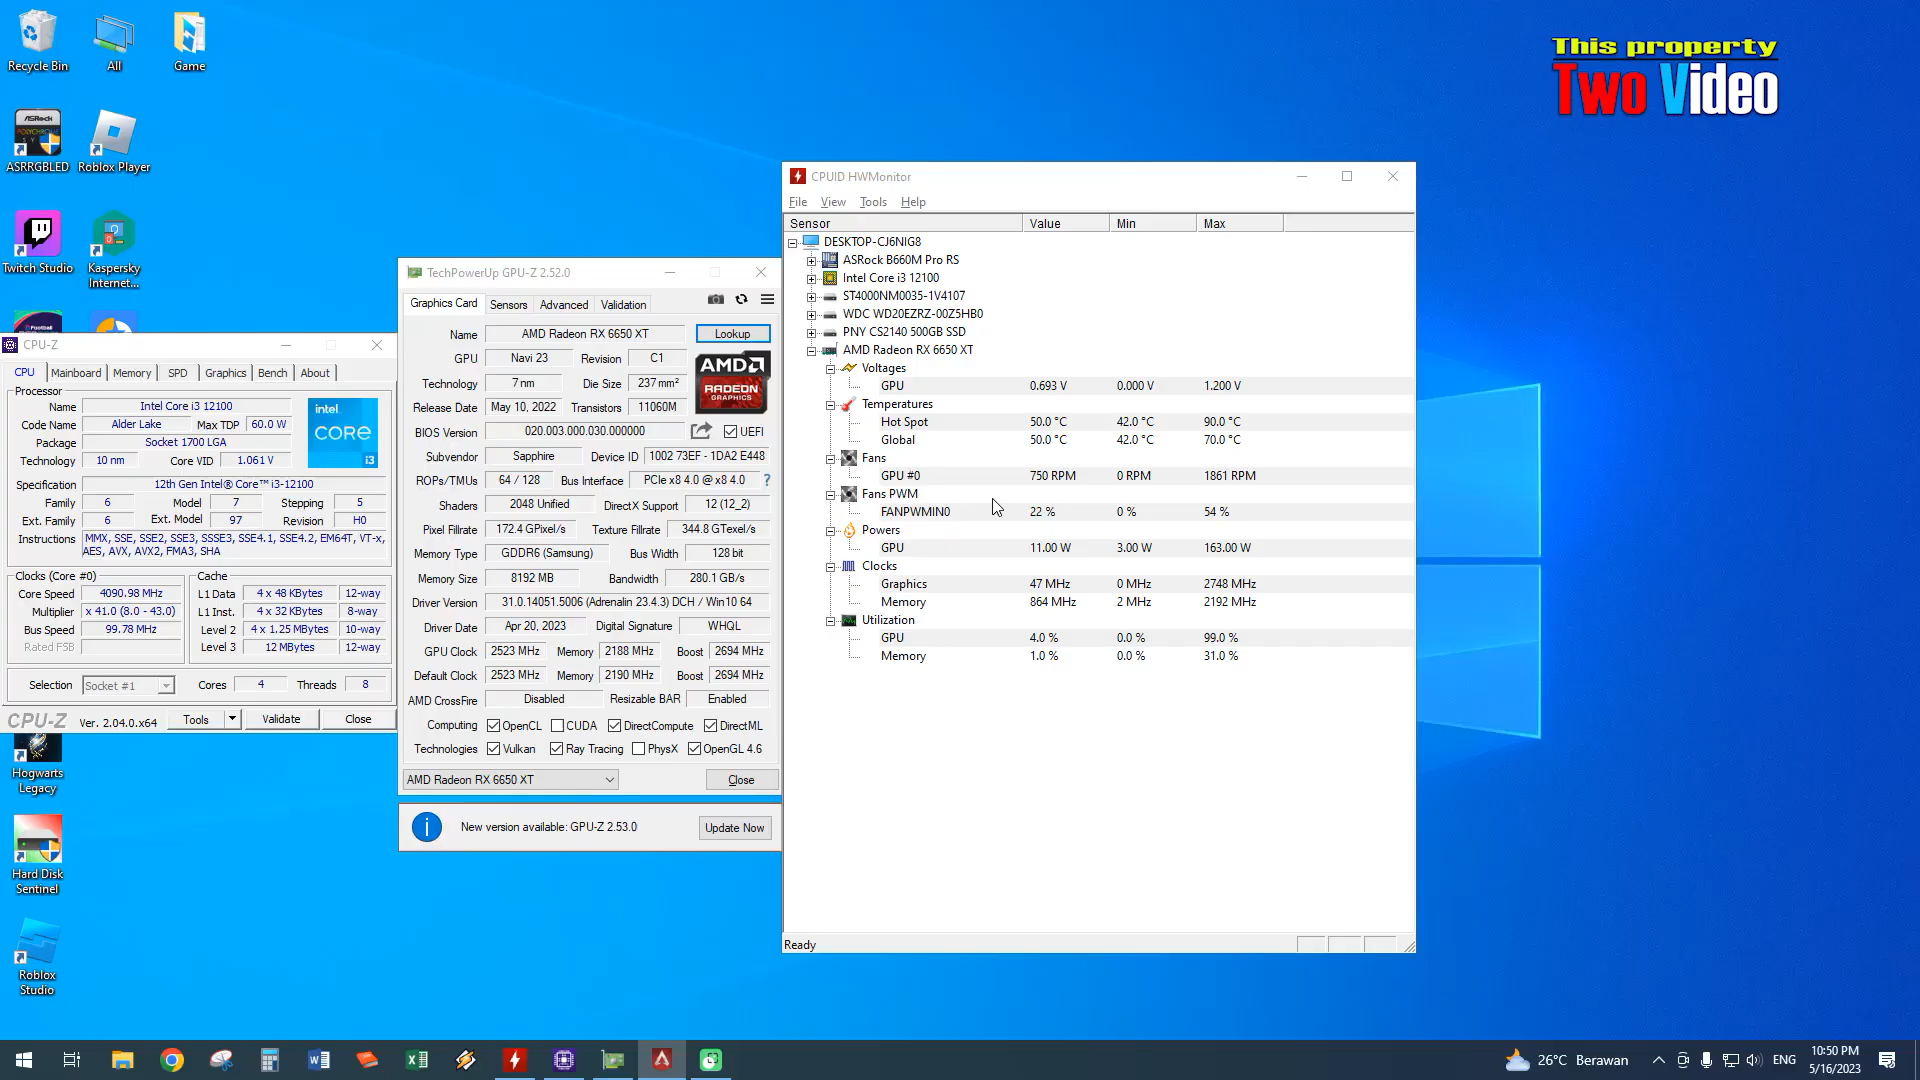 Recycle Bin
All
Game
ASRock
POLYCHROME
ASRRGBLED
Roblox Player
Twitch Studio
Kaspersky
Internet...
Football
This property
Two Video
CPU-Z
CPU
Mainboard
Memory
SPD
Graphics
Bench
About
Processor
Name
Intel Core i3 12100
Code Name
Alder Lake
Max TDP
60.0 W
Package
Socket 1700 LGA
Technology
10 nm
Core VID
1.061 V
intel
CORE
i3
Specification
12th Gen Intel® Core™ i3-12100
Family
6
Model
7
Stepping
5
Ext. Family
6
Ext. Model
97
Revision
H0
Instructions
MMX, SSE, SSE2, SSE3, SSSE3, SSE4.1, SSE4.2, EM64T, VT-x,
AES, AVX, AVX2, FMA3, SHA
Clocks (Core #0)
Core Speed
4090.98 MHz
Multiplier
x 41.0 (8.0 - 43.0)
Bus Speed
99.78 MHz
Rated FSB
Cache
L1 Data
4 x 48 KBytes
12-way
L1 Inst.
4 x 32 KBytes
8-way
Level 2
4 x 1.25 MBytes
10-way
Level 3
12 MBytes
12-way
Selection
Socket #1
Cores
4
Threads
8
CPU-Z
Ver. 2.04.0.x64
Tools
Validate
Close
Hogwarts
Legacy
Hard Disk
Sentinel
Roblox
Studio
TechPowerUp GPU-Z 2.52.0
Graphics Card
Sensors
Advanced
Validation
Name
AMD Radeon RX 6650 XT
Lookup
GPU
Navi 23
Revision
C1
Technology
7 nm
Die Size
237 mm²
Release Date
May 10, 2022
Transistors
11060M
AMD
RADEON
GRAPHICS
BIOS Version
020.003.000.030.000000
UEFI
Subvendor
Sapphire
Device ID
1002 73EF - 1DA2 E448
ROPs/TMUs
64 / 128
Bus Interface
PCIe x8 4.0 @ x8 4.0
?
Shaders
2048 Unified
DirectX Support
12 (12_2)
Pixel Fillrate
172.4 GPixel/s
Texture Fillrate
344.8 GTexel/s
Memory Type
GDDR6 (Samsung)
Bus Width
128 bit
Memory Size
8192 MB
Bandwidth
280.1 GB/s
Driver Version
31.0.14051.5006 (Adrenalin 23.4.3) DCH / Win10 64
Driver Date
Apr 20, 2023
Digital Signature
WHQL
GPU Clock
2523 MHz
Memory
2188 MHz
Boost
2694 MHz
Default Clock
2523 MHz
Memory
2190 MHz
Boost
2694 MHz
AMD CrossFire
Disabled
Resizable BAR
Enabled
Computing
OpenCL
CUDA
DirectCompute
DirectML
Technologies
Vulkan
Ray Tracing
PhysX
OpenGL 4.6
AMD Radeon RX 6650 XT
Close
New version available: GPU-Z 2.53.0
Update Now
CPUID HWMonitor
File
View
Tools
Help
Sensor
Value
Min
Max
DESKTOP-CJ6NIG8
ASRock B660M Pro RS
Intel Core i3 12100
ST4000NM0035-1V4107
WDC WD20EZRZ-00Z5HB0
PNY CS2140 500GB SSD
AMD Radeon RX 6650 XT
Voltages
GPU
0.693 V
0.000 V
1.200 V
Temperatures
Hot Spot
50.0 °C
42.0 °C
90.0 °C
Global
50.0 °C
42.0 °C
70.0 °C
Fans
GPU #0
750 RPM
0 RPM
1861 RPM
Fans PWM
FANPWMIN0
22 %
0 %
54 %
Powers
GPU
11.00 W
3.00 W
163.00 W
Clocks
Graphics
47 MHz
0 MHz
2748 MHz
Memory
864 MHz
2 MHz
2192 MHz
Utilization
GPU
4.0 %
0.0 %
99.0 %
Memory
1.0 %
0.0 %
31.0 %
Ready
26°C Berawan
ENG
10:50 PM
5/16/2023